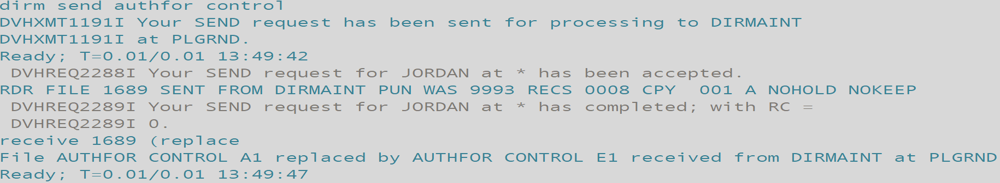 dirm send authfor control
DVHXMT1191I Your SEND request has been sent for processing to DIRMAINT
DVHXMT1191I at PLGRND.
Ready; T=0.01/0.01 13:49:42
 DVHREQ2288I Your SEND request for JORDAN at * has been accepted.
RDR FILE 1689 SENT FROM DIRMAINT PUN WAS 9993 RECS 0008 CPY  001 A NOHOLD NOKEEP
 DVHREQ2289I Your SEND request for JORDAN at * has completed; with RC =
 DVHREQ2289I 0.
receive 1689 (replace
File AUTHFOR CONTROL A1 replaced by AUTHFOR CONTROL E1 received from DIRMAINT at PLGRND
Ready; T=0.01/0.01 13:49:47